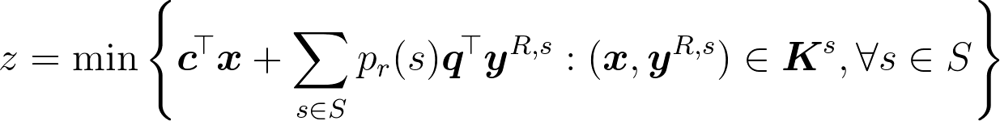 z = min { c⊤x + ∑_{s∈S} p_r(s) q⊤y^{R,s} : (x, y^{R,s}) ∈ K^s, ∀s ∈ S }